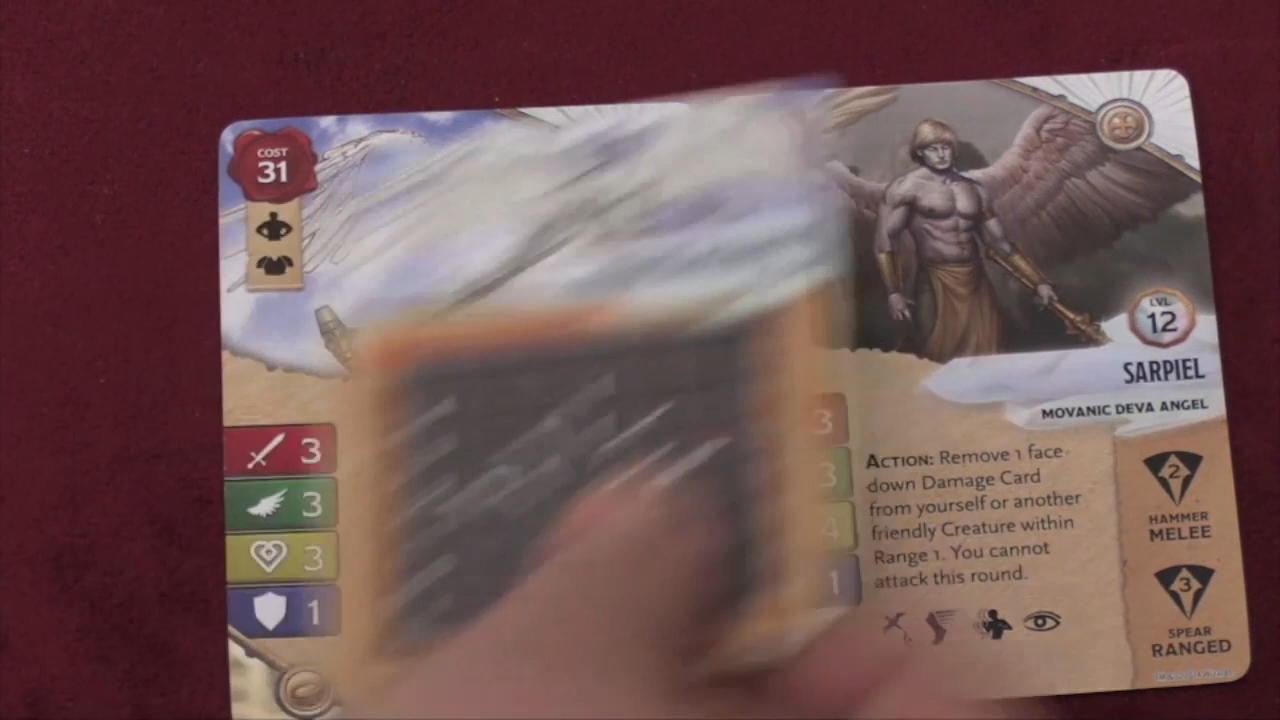 COST
31
3
3
3
1
LVL
12
SARPIEL
MOVANIC DEVA ANGEL
3
3
4
1
ACTION: Remove 1 face-
down Damage Card
from yourself or another
friendly Creature within
Range 1. You cannot
attack this round.
2
HAMMER
MELEE
3
SPEAR
RANGED